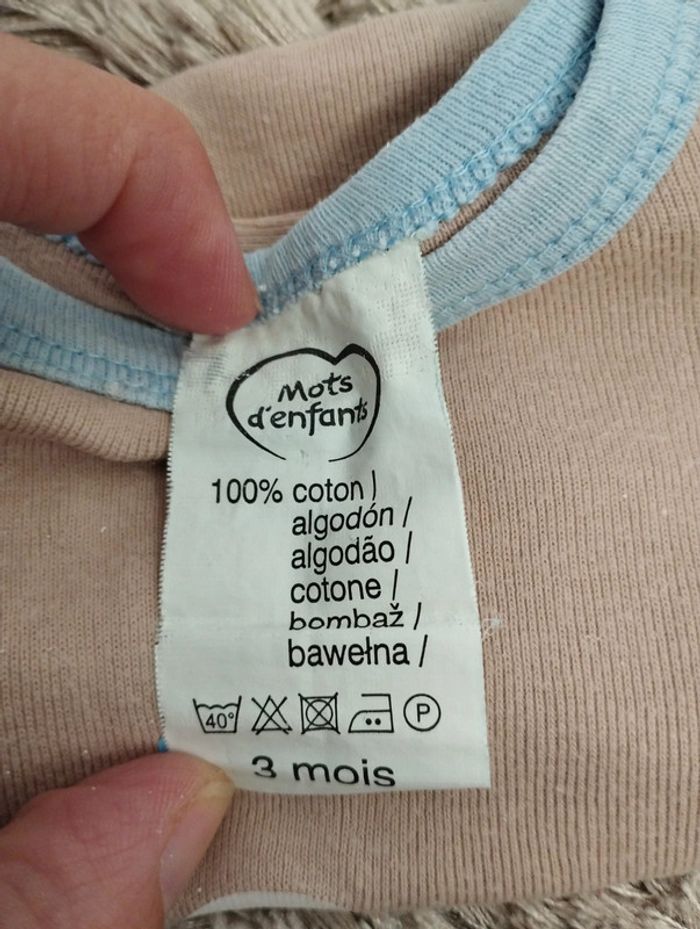 Mots
d'enfants
100% coton /
algodón /
algodão /
cotone /
bombaž /
bawełna /
40° P
3 mois